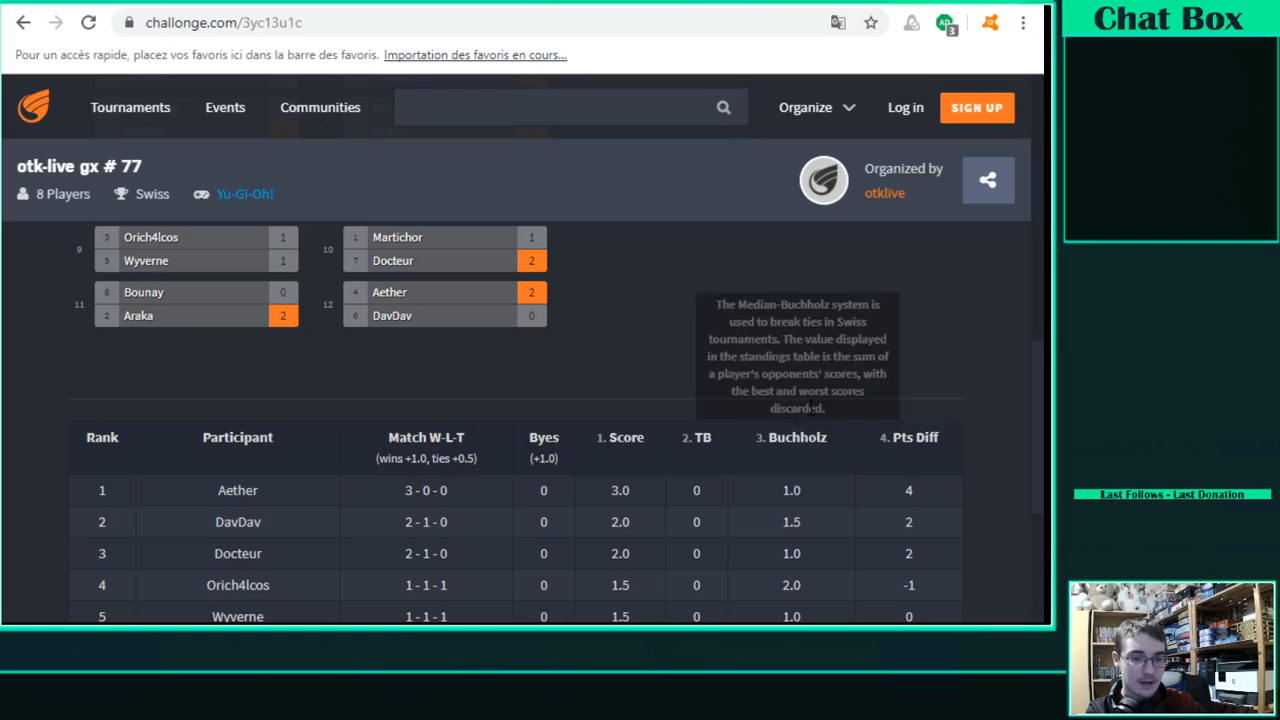 challonge.com/3yc13u1c
3
Chat Box
Pour un accès rapide, placez vos favoris ici dans la barre des favoris. Importation des favoris en cours...
Tournaments Events Communities Organize Log in SIGN UP
otk-live gx # 77
8 Players Swiss Yu-Gi-Oh!
Organized by
otklive
9 3 Orich4lcos 1
5 Wyverne 1
10 1 Martichor 1
7 Docteur 2
11 8 Bounay 0
2 Araka 2
12 4 Aether 2
6 DavDav 0
The Median-Buchholz system is
used to break ties in Swiss
tournaments. The value displayed
in the standings table is the sum of
a player's opponents' scores, with
the best and worst scores
discarded.
Rank Participant Match W-L-T Byes 1. Score 2. TB 3. Buchholz 4. Pts Diff
(wins +1.0, ties +0.5) (+1.0)
1 Aether 3 - 0 - 0 0 3.0 0 1.0 4
2 DavDav 2 - 1 - 0 0 2.0 0 1.5 2
3 Docteur 2 - 1 - 0 0 2.0 0 1.0 2
4 Orich4lcos 1 - 1 - 1 0 1.5 0 2.0 -1
5 Wyverne 1 - 1 - 1 0 1.5 0 1.0 0
Last Follows - Last Donation